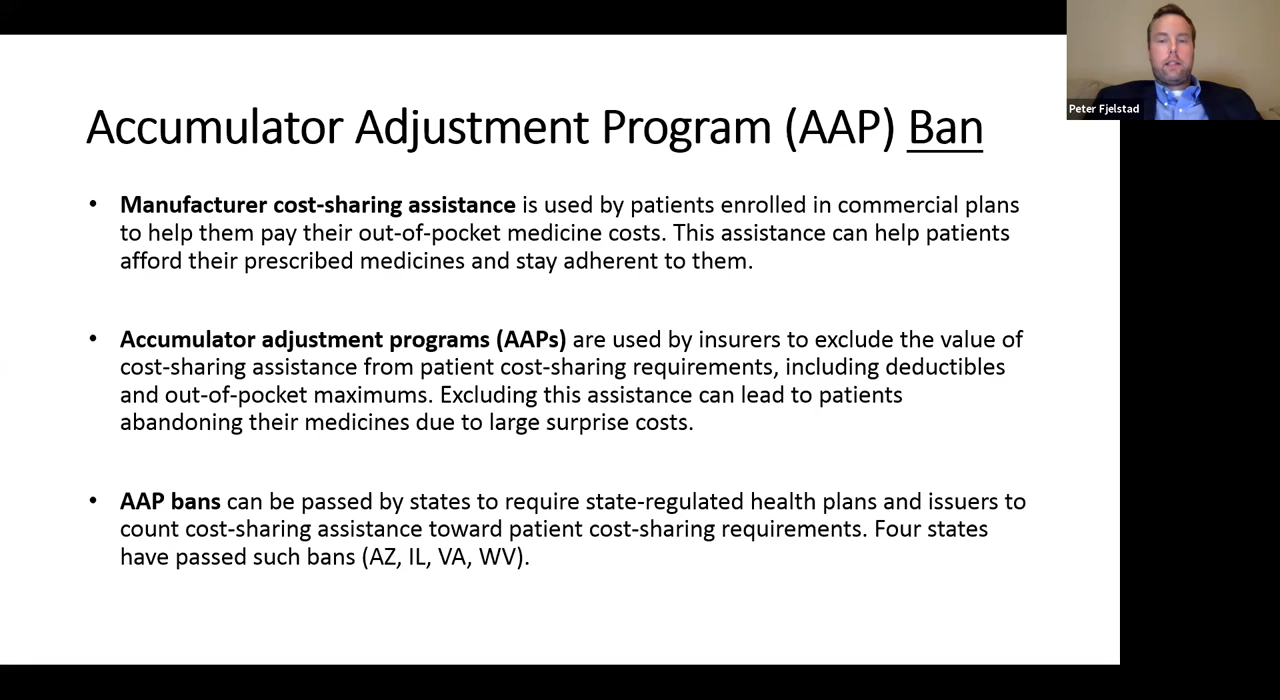 Accumulator Adjustment Program (AAP) Ban
Peter Fjelstad
• Manufacturer cost-sharing assistance is used by patients enrolled in commercial plans
to help them pay their out-of-pocket medicine costs. This assistance can help patients
afford their prescribed medicines and stay adherent to them.
• Accumulator adjustment programs (AAPs) are used by insurers to exclude the value of
cost-sharing assistance from patient cost-sharing requirements, including deductibles
and out-of-pocket maximums. Excluding this assistance can lead to patients
abandoning their medicines due to large surprise costs.
• AAP bans can be passed by states to require state-regulated health plans and issuers to
count cost-sharing assistance toward patient cost-sharing requirements. Four states
have passed such bans (AZ, IL, VA, WV).